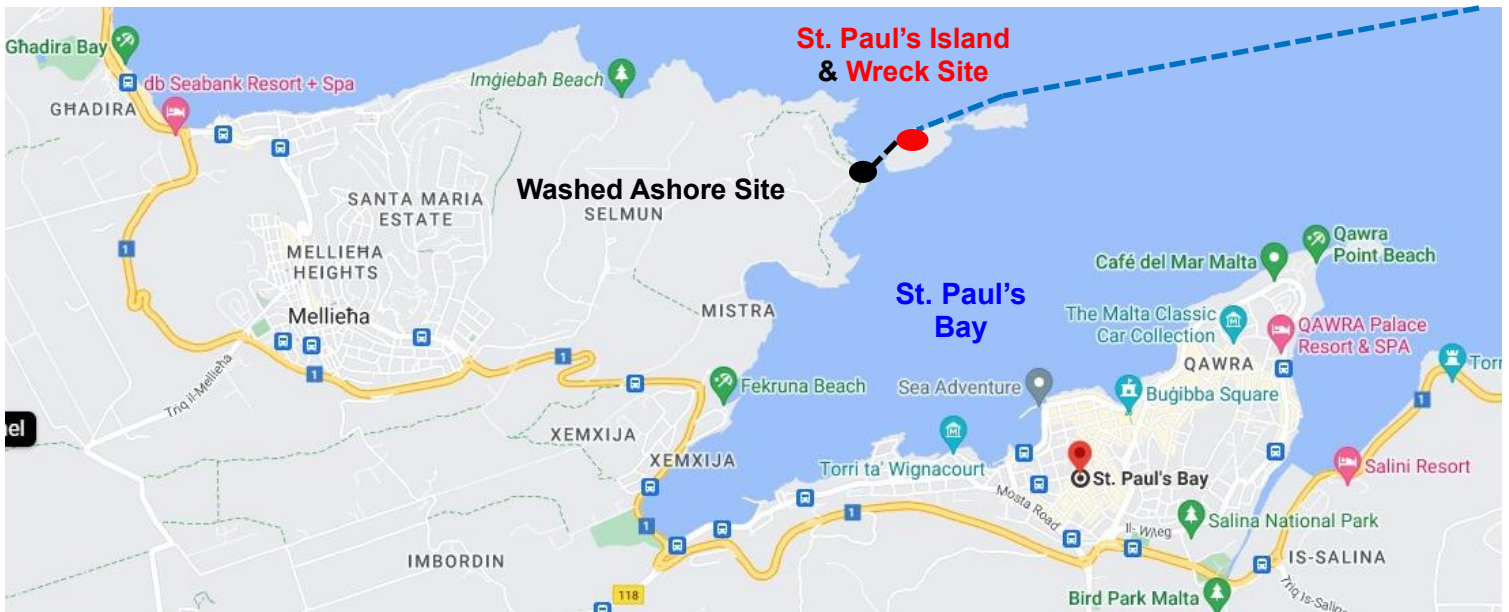 St. Paul's Island
& Wreck Site
Għadira Bay
db Seabank Resort + Spa
Imġiebaħ Beach
GĦADIRA
Washed Ashore Site
SANTA MARIA
ESTATE
SELMUN
1
MELLIEĦA
HEIGHTS
Mellieħa
MISTRA
St. Paul's
Bay
Qawra
Point Beach
Café del Mar Malta
The Malta Classic
Car Collection
QAWRA Palace
Resort & SPA
QAWRA
1
1
Triq il-Mellieħa
Fekruna Beach
Sea Adventure
Buġibba Square
1
XEMXIJA
XEMXIJA
Torri ta' Wignacourt
St. Paul's Bay
Salini Resort
Mosta Road
1
1
Salina National Park
IMBORDIN
IS-SALINA
118
Bird Park Malta